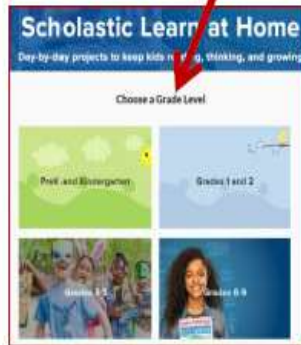 Scholastic Learn at Home
Day-by-day projects to keep kids reading, thinking, and growing
Choose a Grade Level
PreK and Kindergarten
Grades 1 and 2
Grades 3-5
Grades 6-9